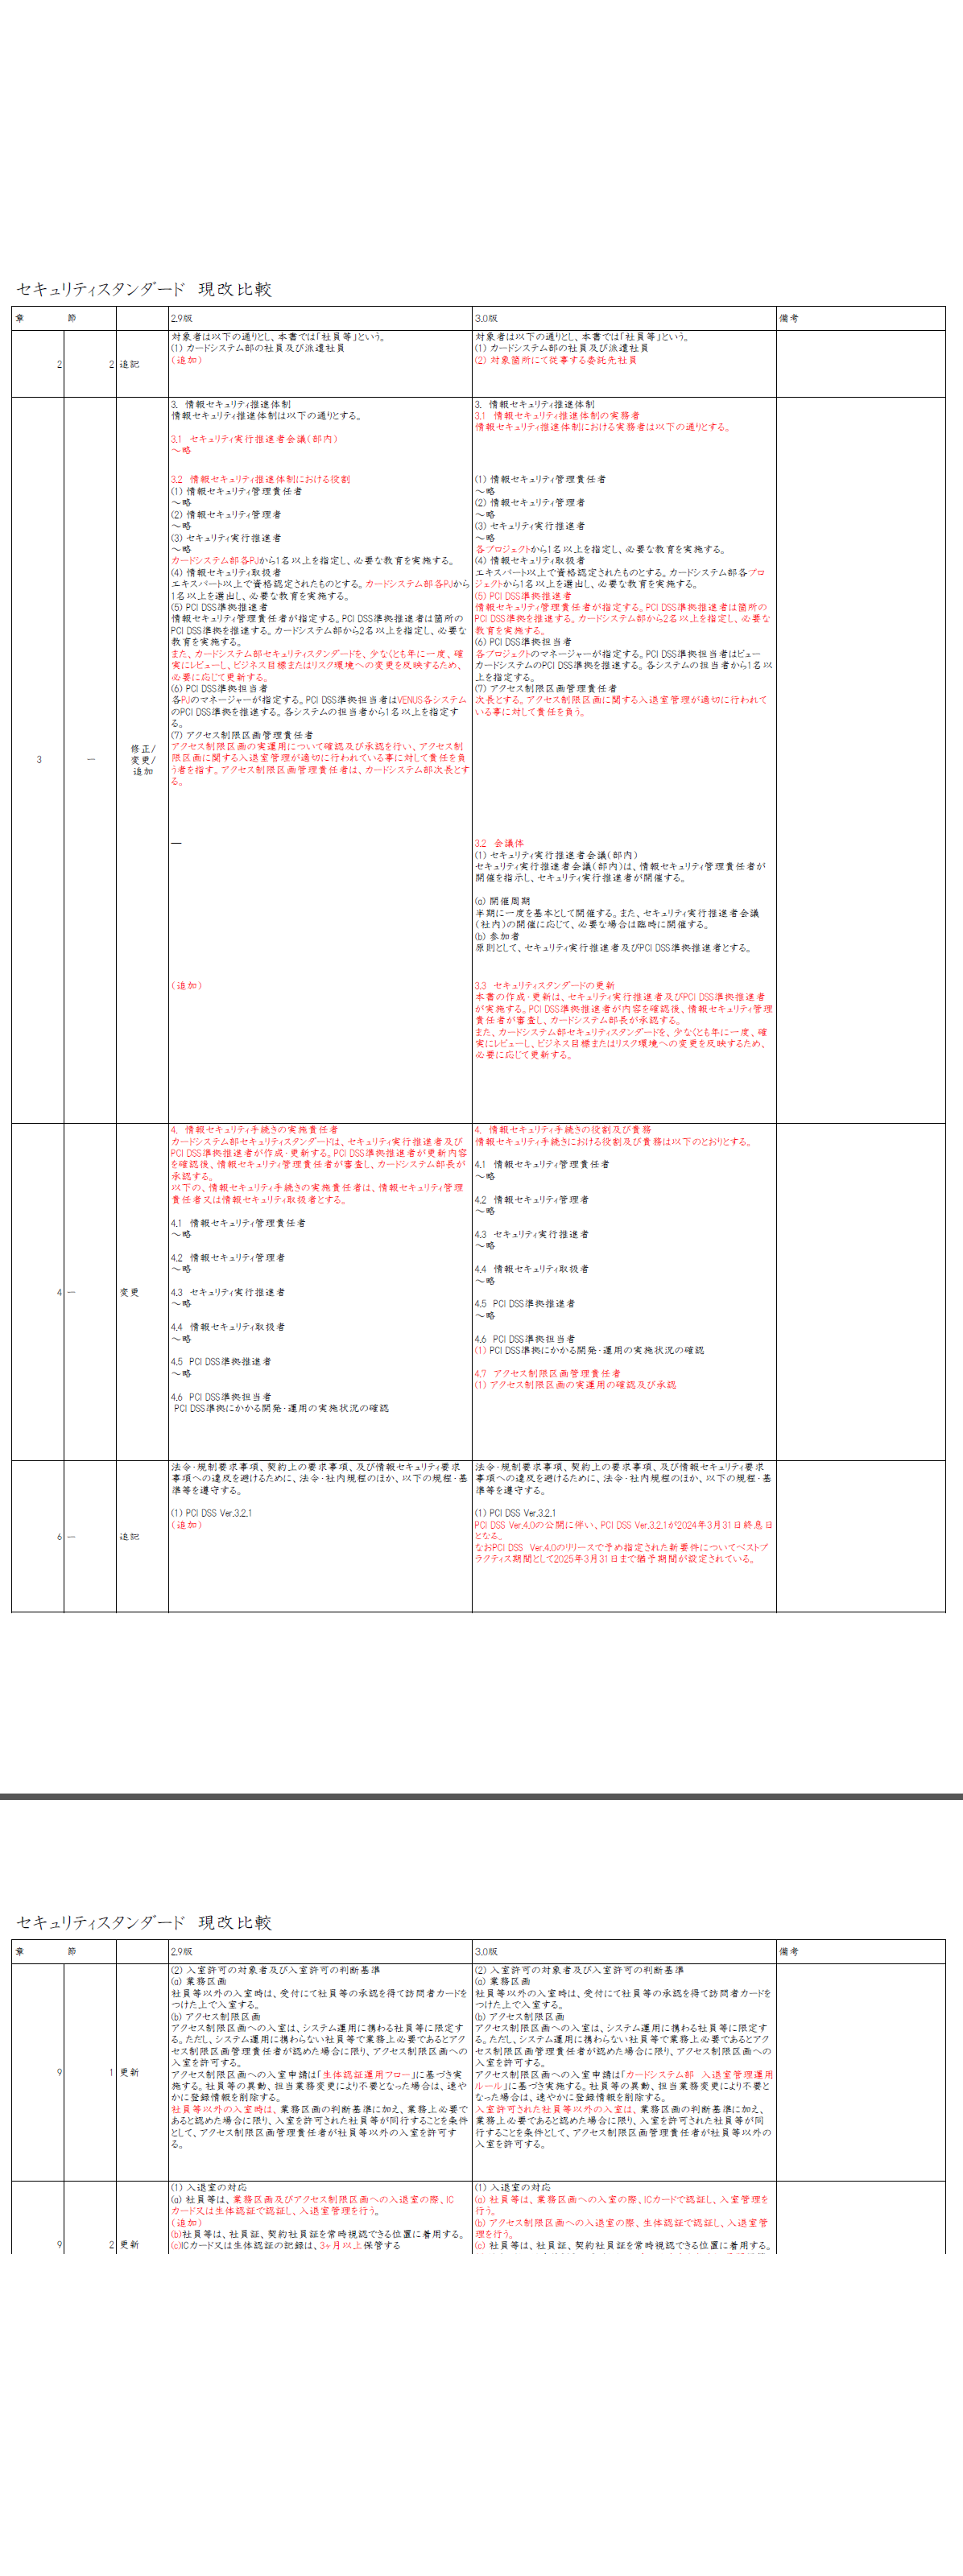 セキュリティスタンダード　現改比較
章 節 2.9版 3.0版 備考
2 2 追記
対象者は以下の通りとし、本書では「社員等」という。
(1) カードシステム部の社員及び派遣社員
(追加)
対象者は以下の通りとし、本書では「社員等」という。
(1) カードシステム部の社員及び派遣社員
(2) 対象箇所にて従事する委託先社員
3 ー 修正/
変更/
追加
3. 情報セキュリティ推進体制
情報セキュリティ推進体制は以下の通りとする。
3.1 セキュリティ実行推進者会議(部内)
～略
3.2 情報セキュリティ推進体制における役割
(1) 情報セキュリティ管理責任者
～略
(2) 情報セキュリティ管理者
～略
(3) セキュリティ実行推進者
～略
カードシステム部各PJから1名以上を指定し、必要な教育を実施する。
(4) 情報セキュリティ取扱者
エキスパート以上で資格認定されたものとする。カードシステム部各PJから
1名以上を選出し、必要な教育を実施する。
(5) PCI DSS準拠推進者
情報セキュリティ管理責任者が指定する。PCI DSS準拠推進者は箇所の
PCI DSS準拠を推進する。カードシステム部から2名以上を指定し、必要な
教育を実施する。
また、カードシステム部セキュリティスタンダードを、少なくとも年に一度、確
実にレビューし、ビジネス目標またはリスク環境への変更を反映するため、
必要に応じて更新する。
(6) PCI DSS準拠担当者
各PJのマネージャーが指定する。PCI DSS準拠担当者はVENUS各システム
のPCI DSS準拠を推進する。各システムの担当者から1名以上を指定す
る。
(7) アクセス制限区画管理責任者
アクセス制限区画の実運用について確認及び承認を行い、アクセス制
限区画に関する入退室管理が適切に行われている事に対して責任を負
う者を指す。アクセス制限区画管理責任者は、カードシステム部次長とす
る。
―
(追加)
3. 情報セキュリティ推進体制
3.1 情報セキュリティ推進体制の実務者
情報セキュリティ推進体制における実務者は以下の通りとする。
(1) 情報セキュリティ管理責任者
～略
(2) 情報セキュリティ管理者
～略
(3) セキュリティ実行推進者
～略
各プロジェクトから1名以上を指定し、必要な教育を実施する。
(4) 情報セキュリティ取扱者
エキスパート以上で資格認定されたものとする。カードシステム部各プロ
ジェクトから1名以上を選出し、必要な教育を実施する。
(5) PCI DSS準拠推進者
情報セキュリティ管理責任者が指定する。PCI DSS準拠推進者は箇所の
PCI DSS準拠を推進する。カードシステム部から2名以上を指定し、必要な
教育を実施する。
(6) PCI DSS準拠担当者
各プロジェクトのマネージャーが指定する。PCI DSS準拠担当者はビュー
カードシステムのPCI DSS準拠を推進する。各システムの担当者から1名以
上を指定する。
(7) アクセス制限区画管理責任者
次長とする。アクセス制限区画に関する入退室管理が適切に行われて
いる事に対して責任を負う。
3.2 会議体
(1) セキュリティ実行推進者会議(部内)
セキュリティ実行推進者会議(部内)は、情報セキュリティ管理責任者が
開催を指示し、セキュリティ実行推進者が開催する。
(a) 開催周期
半期に一度を基本として開催する。また、セキュリティ実行推進者会議
(社内)の開催に応じて、必要な場合は臨時に開催する。
(b) 参加者
原則として、セキュリティ実行推進者及びPCI DSS準拠推進者とする。
3.3 セキュリティスタンダードの更新
本書の作成・更新は、セキュリティ実行推進者及びPCI DSS準拠推進者
が実施する。PCI DSS準拠推進者が内容を確認後、情報セキュリティ管理
責任者が審査し、カードシステム部長が承認する。
また、カードシステム部セキュリティスタンダードを、少なくとも年に一度、確
実にレビューし、ビジネス目標またはリスク環境への変更を反映するため、
必要に応じて更新する。
4 ー 変更
4. 情報セキュリティ手続きの実施責任者
カードシステム部セキュリティスタンダードは、セキュリティ実行推進者及び
PCI DSS準拠推進者が作成・更新する。PCI DSS準拠推進者が更新内容
を確認後、情報セキュリティ管理責任者が審査し、カードシステム部長が
承認する。
以下の、情報セキュリティ手続きの実施責任者は、情報セキュリティ管理
責任者又は情報セキュリティ取扱者とする。
4.1 情報セキュリティ管理責任者
～略
4.2 情報セキュリティ管理者
～略
4.3 セキュリティ実行推進者
～略
4.4 情報セキュリティ取扱者
～略
4.5 PCI DSS準拠推進者
～略
4.6 PCI DSS準拠担当者
PCI DSS準拠にかかる開発・運用の実施状況の確認
4. 情報セキュリティ手続きの役割及び責務
情報セキュリティ手続きにおける役割及び責務は以下のとおりとする。
4.1 情報セキュリティ管理責任者
～略
4.2 情報セキュリティ管理者
～略
4.3 セキュリティ実行推進者
～略
4.4 情報セキュリティ取扱者
～略
4.5 PCI DSS準拠推進者
～略
4.6 PCI DSS準拠担当者
(1) PCI DSS準拠にかかる開発・運用の実施状況の確認
4.7 アクセス制限区画管理責任者
(1) アクセス制限区画の実運用の確認及び承認
6 ー 追記
法令・規制要求事項、契約上の要求事項、及び情報セキュリティ要求
事項への違反を避けるために、法令・社内規程のほか、以下の規程・基
準等を遵守する。
(1) PCI DSS Ver.3.2.1
(追加)
法令・規制要求事項、契約上の要求事項、及び情報セキュリティ要求
事項への違反を避けるために、法令・社内規程のほか、以下の規程・基
準等を遵守する。
(1) PCI DSS Ver.3.2.1
PCI DSS Ver.4.0の公開に伴い、PCI DSS Ver.3.2.1が2024年3月31日終息日
となる。
なおPCI DSS Ver.4.0のリリースで予め指定された新要件についてベストプ
ラクティス期間として2025年3月31日まで猶予期間が設定されている。
セキュリティスタンダード　現改比較
章 節 2.9版 3.0版 備考
9 1 更新
(2) 入室許可の対象者及び入室許可の判断基準
(a) 業務区画
社員等以外の入室時は、受付にて社員等の承認を得て訪問者カードを
つけた上で入室する。
(b) アクセス制限区画
アクセス制限区画への入室は、システム運用に携わる社員等に限定す
る。ただし、システム運用に携わらない社員等で業務上必要であるとアク
セス制限区画管理責任者が認めた場合に限り、アクセス制限区画への
入室を許可する。
アクセス制限区画への入室申請は「生体認証運用フロー」に基づき実
施する。社員等の異動、担当業務変更により不要となった場合は、速や
かに登録情報を削除する。
社員等以外の入室時は、業務区画の判断基準に加え、業務上必要で
あると認めた場合に限り、入室を許可された社員等が同行することを条件
として、アクセス制限区画管理責任者が社員等以外の入室を許可す
る。
(2) 入室許可の対象者及び入室許可の判断基準
(a) 業務区画
社員等以外の入室時は、受付にて社員等の承認を得て訪問者カードを
つけた上で入室する。
(b) アクセス制限区画
アクセス制限区画への入室は、システム運用に携わる社員等に限定す
る。ただし、システム運用に携わらない社員等で業務上必要であるとアク
セス制限区画管理責任者が認めた場合に限り、アクセス制限区画への
入室を許可する。
アクセス制限区画への入室申請は「カードシステム部　入退室管理運用
ルール」に基づき実施する。社員等の異動、担当業務変更により不要と
なった場合は、速やかに登録情報を削除する。
入室許可された社員等以外の入室は、業務区画の判断基準に加え、
業務上必要であると認めた場合に限り、入室を許可された社員等が同
行することを条件として、アクセス制限区画管理責任者が社員等以外の
入室を許可する。
9 2 更新
(1) 入退室の対応
(a) 社員等は、業務区画及びアクセス制限区画への入退室の際、IC
カード又は生体認証で認証し、入退室管理を行う。
(追加)
(b)社員等は、社員証、契約社員証を常時視認できる位置に着用する。
(c)ICカード又は生体認証の記録は、3ヶ月以上保管する
(1) 入退室の対応
(a) 社員等は、業務区画への入室の際、ICカードで認証し、入室管理を
行う。
(b) アクセス制限区画への入退室の際、生体認証で認証し、入退室管
理を行う。
(c) 社員等は、社員証、契約社員証を常時視認できる位置に着用する。